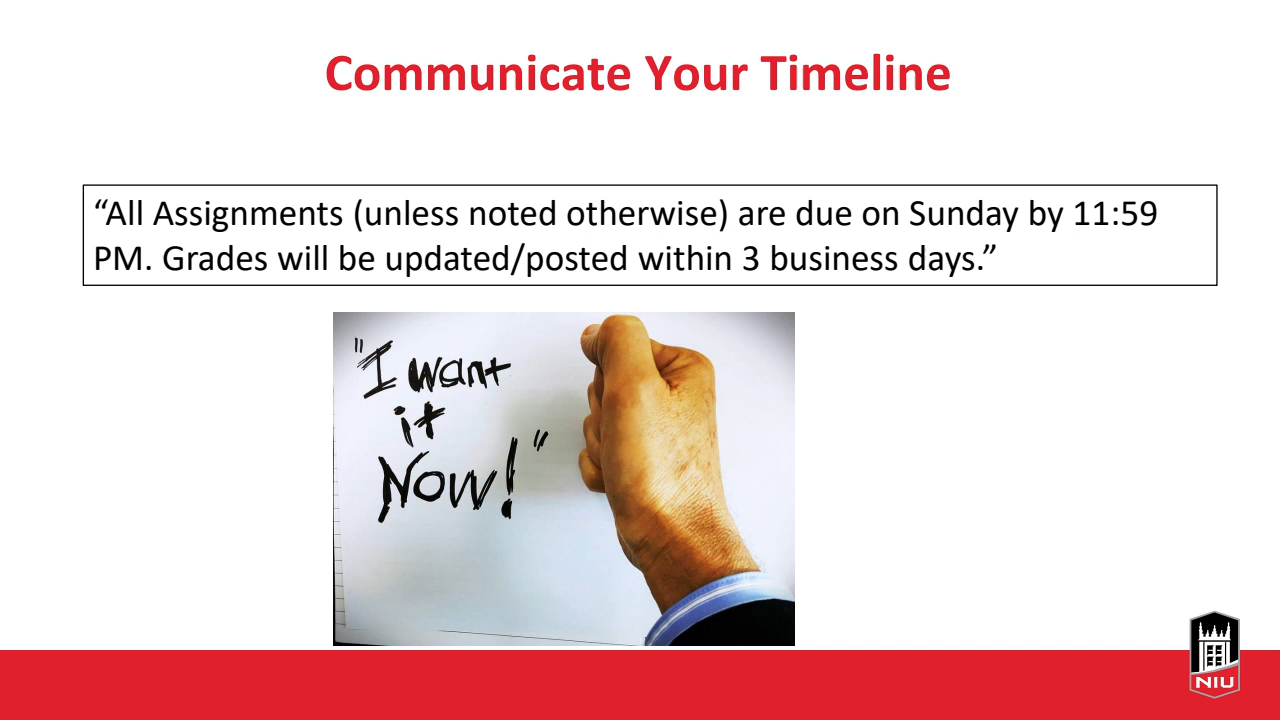 Communicate Your Timeline
“All Assignments (unless noted otherwise) are due on Sunday by 11:59
PM. Grades will be updated/posted within 3 business days.”
"I want
it
Now!"
NIU